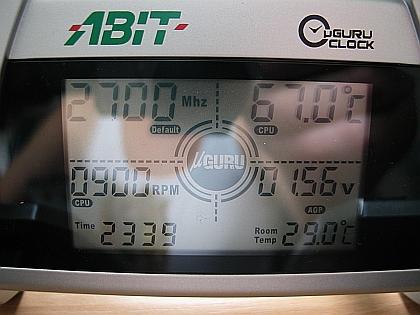 ABIT
µGURU CLOCK
2700 Mhz
Default
67.0°C
CPU
µGURU
0900 RPM
CPU
01.56 V
AGP
Time 2339
Room Temp 29.0°C